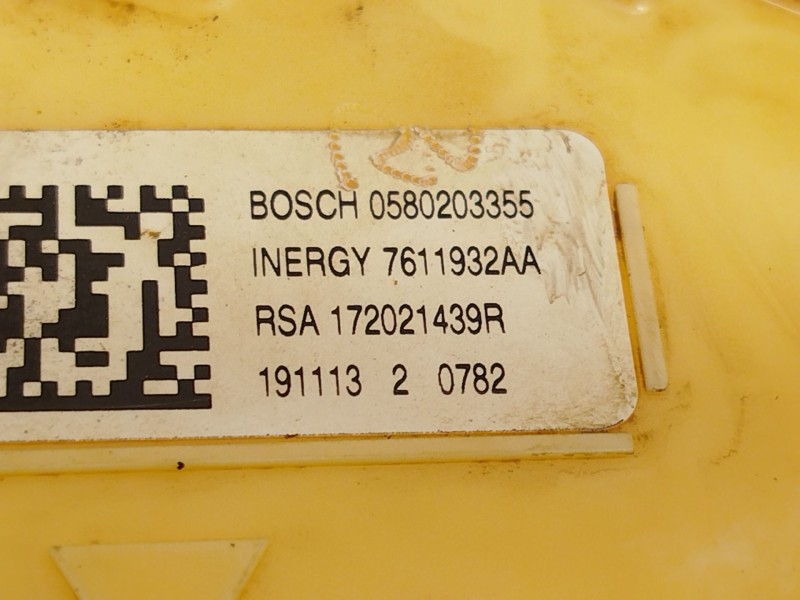 BOSCH 0580203355
INERGY 7611932AA
RSA 172021439R
191113 2 0782